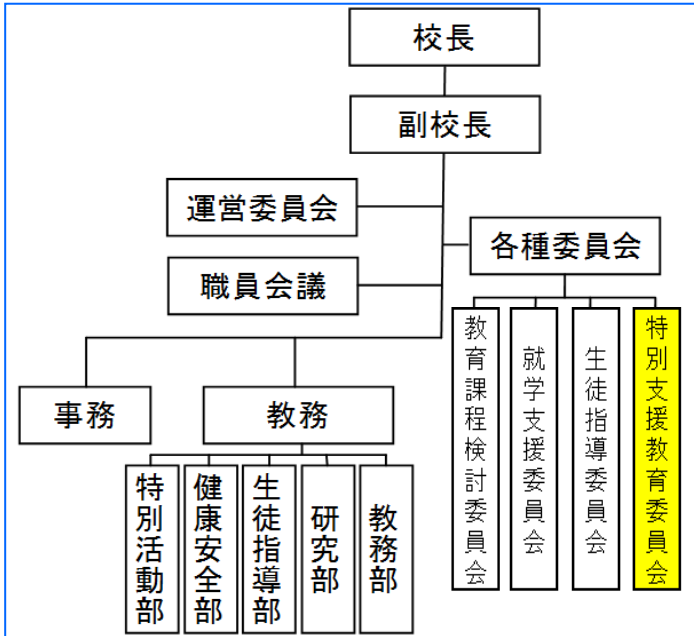 校長
副校長
運営委員会
各種委員会
職員会議
教育課程検討委員会
就学支援委員会
生徒指導委員会
特別支援教育委員会
事務
教務
特別活動部
健康安全部
生徒指導部
研究部
教務部